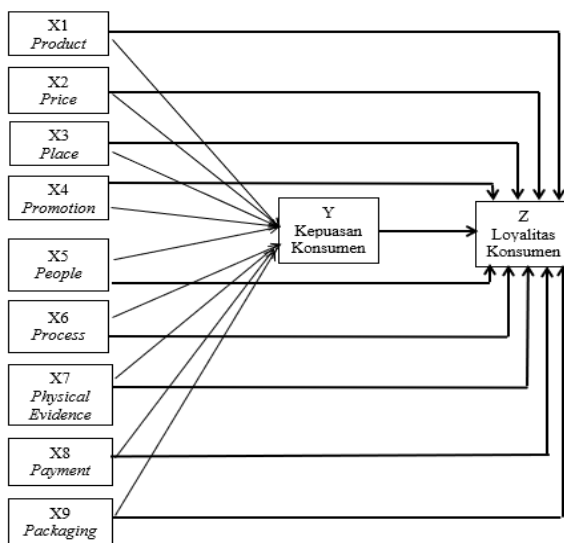 X1
Product
X2
Price
X3
Place
X4
Promotion
X5
People
X6
Process
X7
Physical
Evidence
X8
Payment
X9
Packaging
Y
Kepuasan
Konsumen
Z
Loyalitas
Konsumen